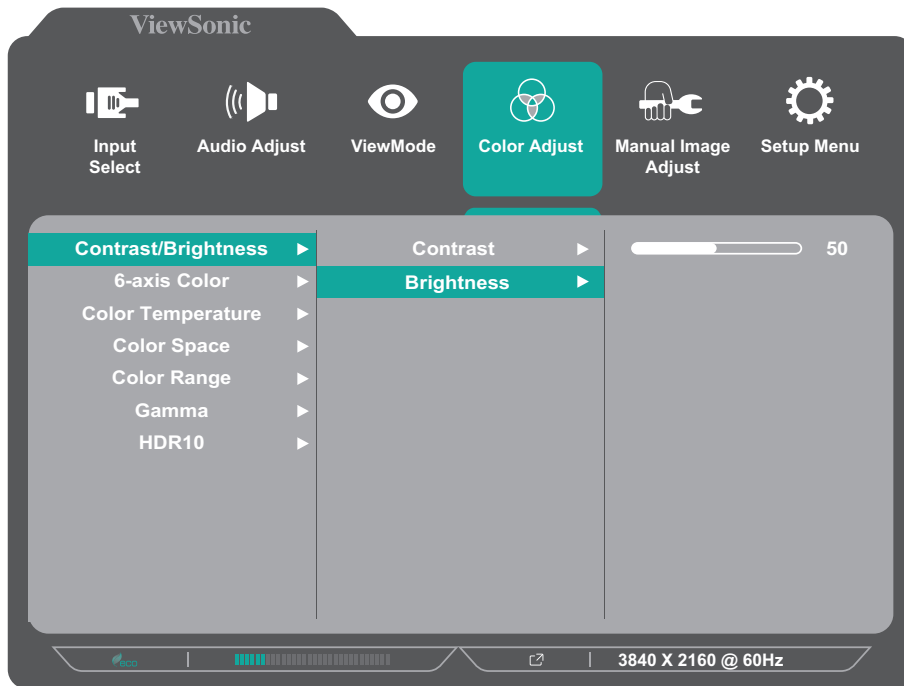 ViewSonic
Input Select
Audio Adjust
ViewMode
Color Adjust
Manual Image Adjust
Setup Menu
Contrast/Brightness
6-axis Color
Color Temperature
Color Space
Color Range
Gamma
HDR10
Contrast
Brightness
50
eco
3840 X 2160 @ 60Hz